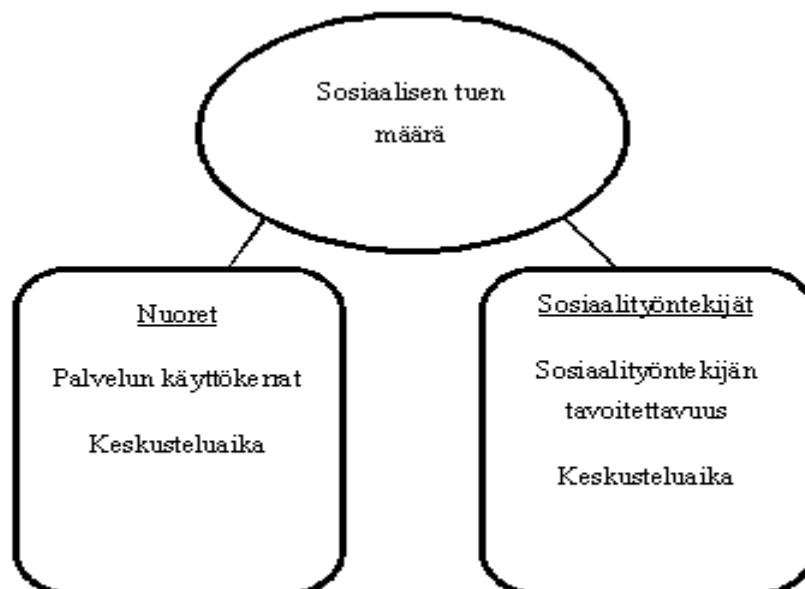 Sosiaalisen tuen
määrä
Nuoret
Palvelun käyttökerrat
Keskusteluaika
Sosiaalityöntekijät
Sosiaalityöntekijän
tavoitettavuus
Keskusteluaika